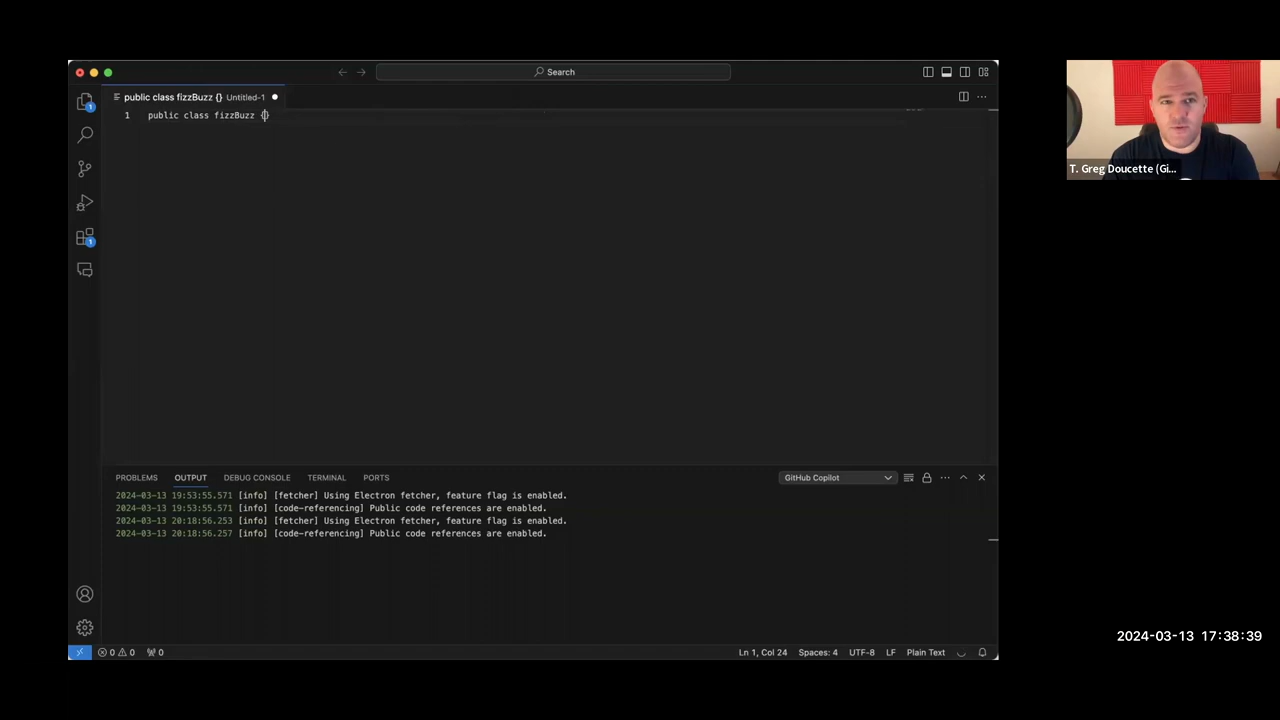 Search
public class fizzBuzz {} Untitled-1
1 public class fizzBuzz {}
1
1
PROBLEMS OUTPUT DEBUG CONSOLE TERMINAL PORTS GitHub Copilot
2024-03-13 19:53:55.571 [info] [fetcher] Using Electron fetcher, feature flag is enabled.
2024-03-13 19:53:55.571 [info] [code-referencing] Public code references are enabled.
2024-03-13 20:18:56.253 [info] [fetcher] Using Electron fetcher, feature flag is enabled.
2024-03-13 20:18:56.257 [info] [code-referencing] Public code references are enabled.
0 0 0 Ln 1, Col 24 Spaces: 4 UTF-8 LF Plain Text
T. Greg Doucette (Gi...
2024-03-13 17:38:39